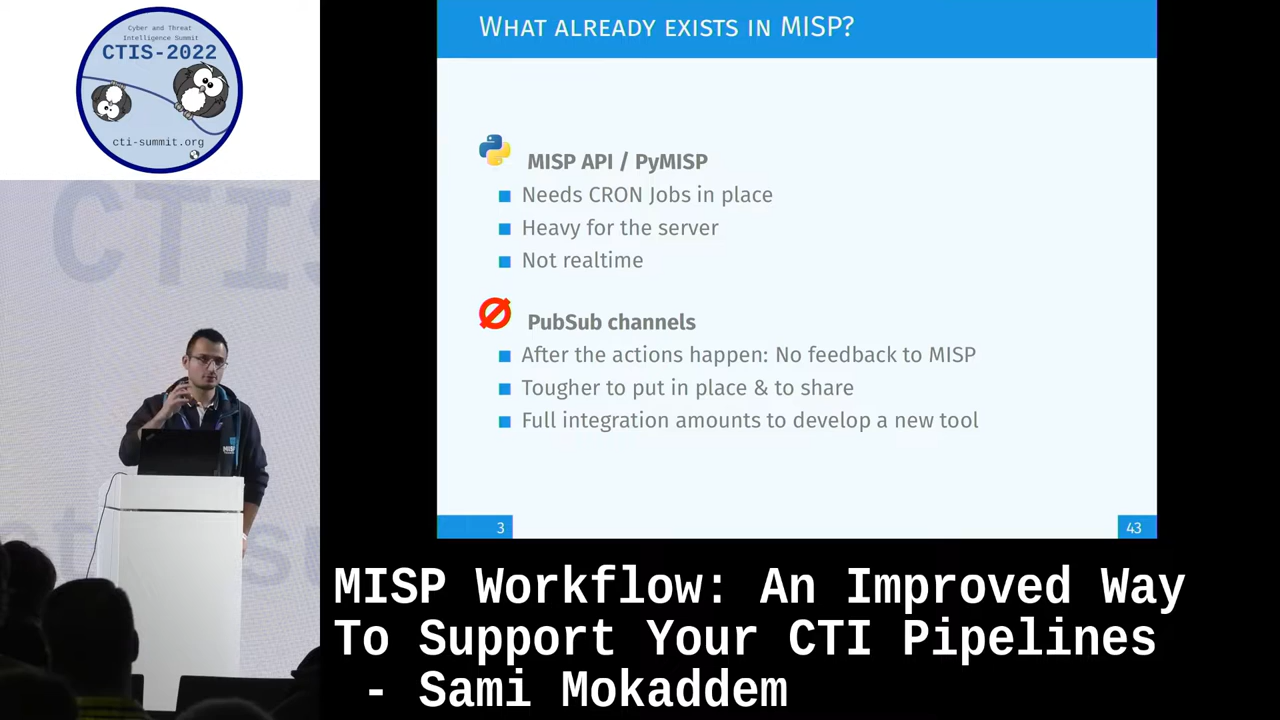 Cyber and Threat
Intelligence Summit
CTIS-2022
cti-summit.org
WHAT ALREADY EXISTS IN MISP?
MISP API / PyMISP
Needs CRON Jobs in place
Heavy for the server
Not realtime
PubSub channels
After the actions happen: No feedback to MISP
Tougher to put in place & to share
Full integration amounts to develop a new tool
3
43
CTIS
MISP
MISP Workflow: An Improved Way
To Support Your CTI Pipelines
- Sami Mokaddem